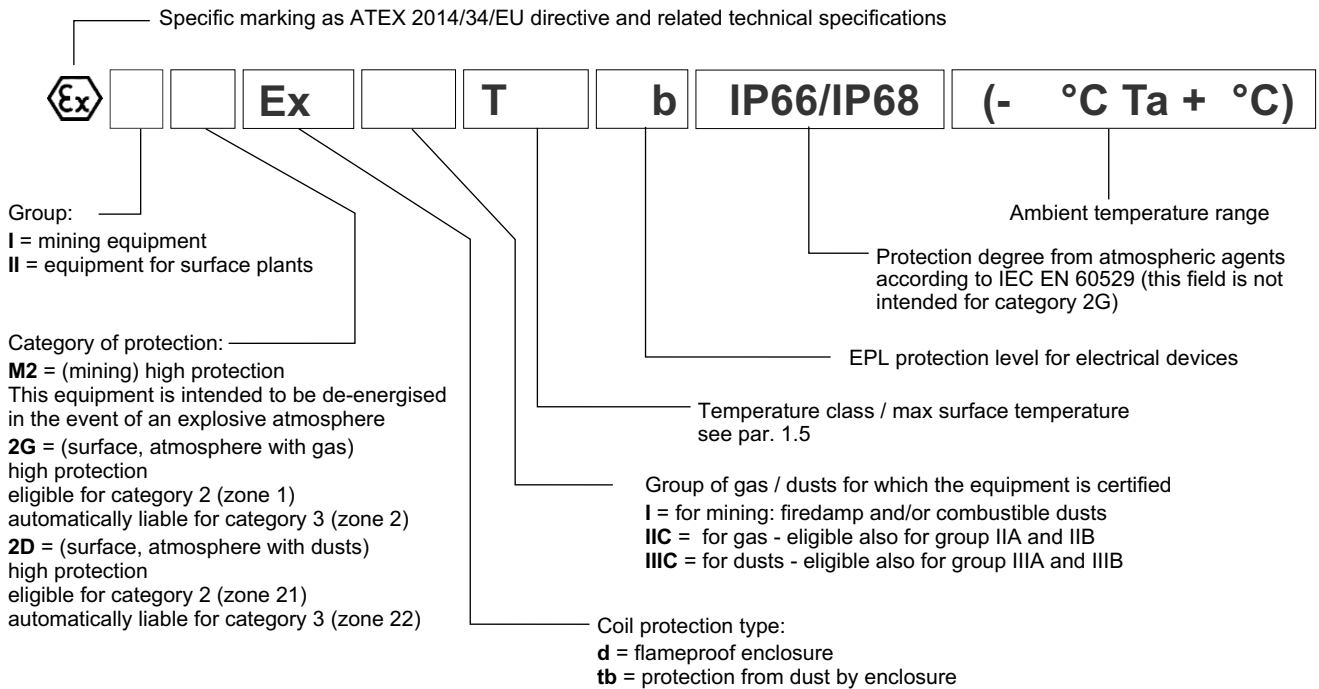 Specific marking as ATEX 2014/34/EU directive and related technical specifications
Ex Ex T b IP66/IP68 (- °C Ta + °C)
Group:
I = mining equipment
II = equipment for surface plants
Ambient temperature range
Protection degree from atmospheric agents
according to IEC EN 60529 (this field is not
intended for category 2G)
Category of protection:
M2 = (mining) high protection
This equipment is intended to be de-energised
in the event of an explosive atmosphere
2G = (surface, atmosphere with gas)
high protection
eligible for category 2 (zone 1)
automatically liable for category 3 (zone 2)
2D = (surface, atmosphere with dusts)
high protection
eligible for category 2 (zone 21)
automatically liable for category 3 (zone 22)
EPL protection level for electrical devices
Temperature class / max surface temperature
see par. 1.5
Group of gas / dusts for which the equipment is certified
I = for mining: firedamp and/or combustible dusts
IIC = for gas - eligible also for group IIA and IIB
IIIC = for dusts - eligible also for group IIIA and IIIB
Coil protection type:
d = flameproof enclosure
tb = protection from dust by enclosure